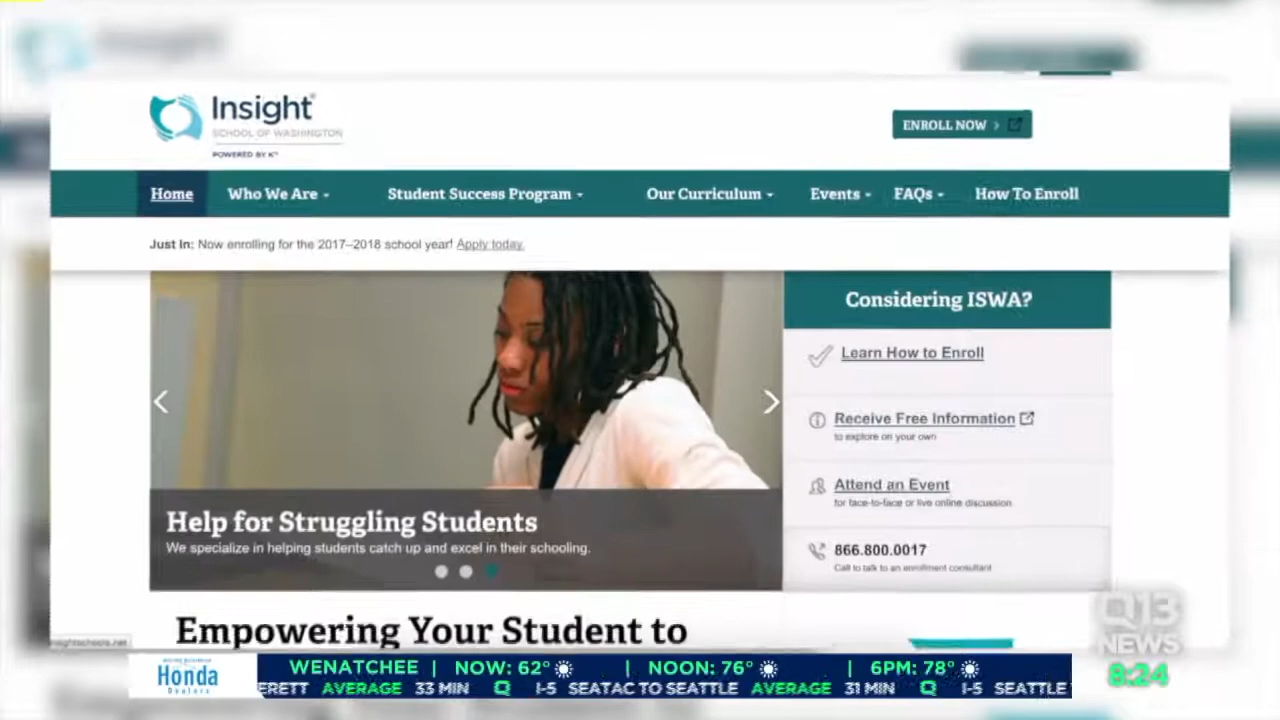 Insight
SCHOOL OF WASHINGTON
POWERED BY K¹²
ENROLL NOW
Home Who We Are Student Success Program Our Curriculum Events FAQs How To Enroll
Just In: Now enrolling for the 2017–2018 school year! Apply today.
Considering ISWA?
Learn How to Enroll
Receive Free Information
to explore on your own
Attend an Event
for face-to-face or live online discussion
866.800.0017
Call to talk to an enrollment consultant
Help for Struggling Students
We specialize in helping students catch up and excel in their schooling.
Empowering Your Student to
Q13
NEWS
8:24
Honda
Dealers
WENATCHEE | NOW: 62° | NOON: 76° | 6PM: 78°
ERETT AVERAGE 33 MIN Q I-5 SEATAC TO SEATTLE AVERAGE 31 MIN Q I-5 SEATTLE